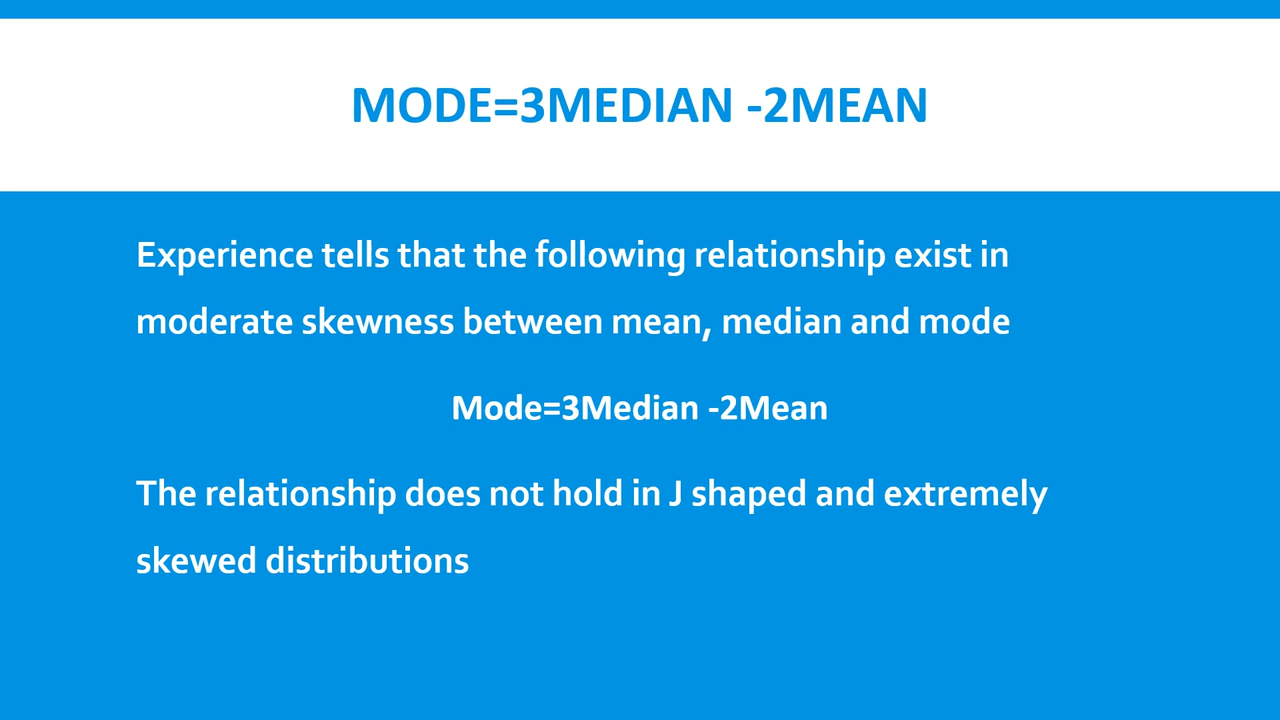 MODE=3MEDIAN -2MEAN
Experience tells that the following relationship exist in
moderate skewness between mean, median and mode
Mode=3Median -2Mean
The relationship does not hold in J shaped and extremely
skewed distributions